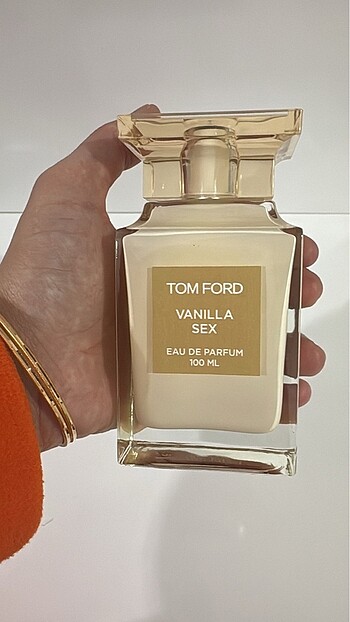 TOM FORD
VANILLA
SEX
EAU DE PARFUM
100 ML